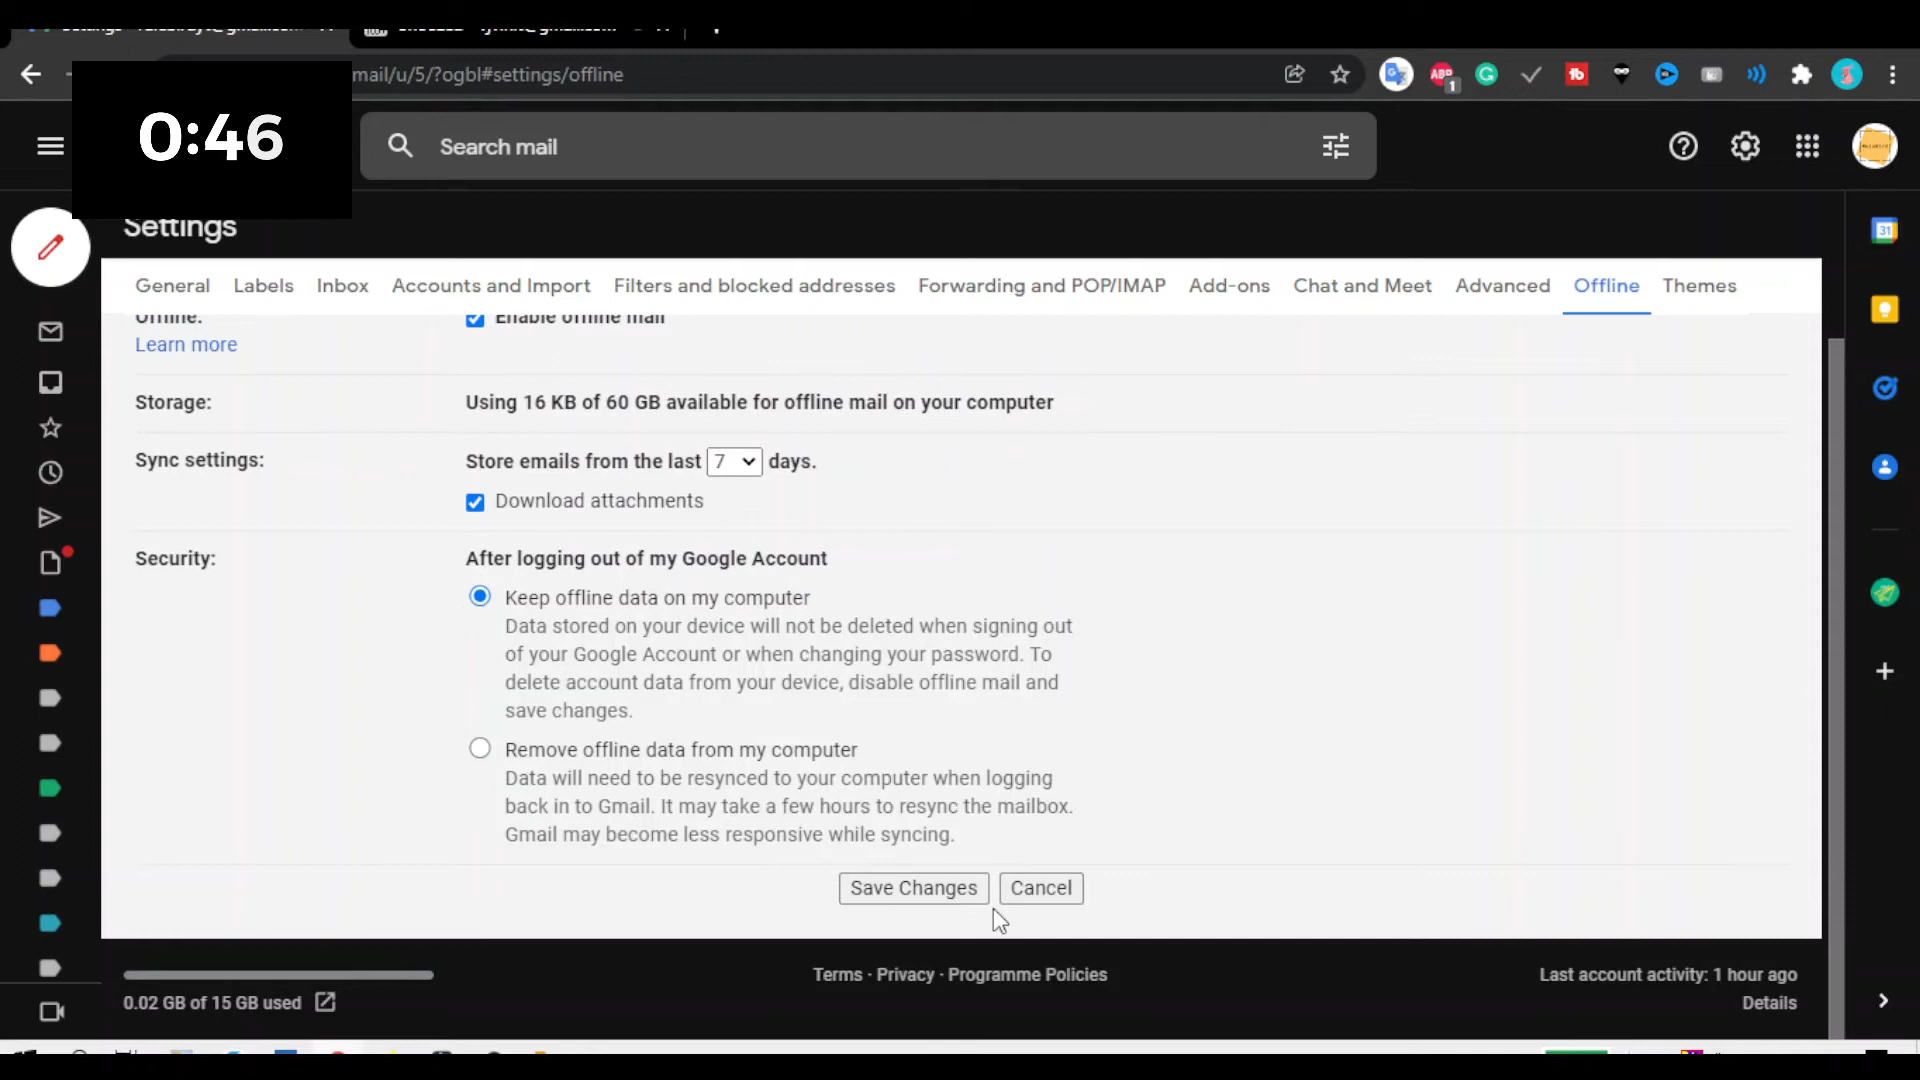 mail/u/5/?ogbl#settings/offline
ABP
1
0:46
Search mail
Settings
31
General Labels Inbox Accounts and Import Filters and blocked addresses Forwarding and POP/IMAP Add-ons Chat and Meet Advanced Offline Themes
Offline: Enable offline mail
Learn more
Storage: Using 16 KB of 60 GB available for offline mail on your computer
Sync settings: Store emails from the last 7 days.
Download attachments
Security: After logging out of my Google Account
Keep offline data on my computer
Data stored on your device will not be deleted when signing out
of your Google Account or when changing your password. To
delete account data from your device, disable offline mail and
save changes.
Remove offline data from my computer
Data will need to be resynced to your computer when logging
back in to Gmail. It may take a few hours to resync the mailbox.
Gmail may become less responsive while syncing.
Save Changes Cancel
Terms · Privacy · Programme Policies
Last account activity: 1 hour ago
0.02 GB of 15 GB used
Details